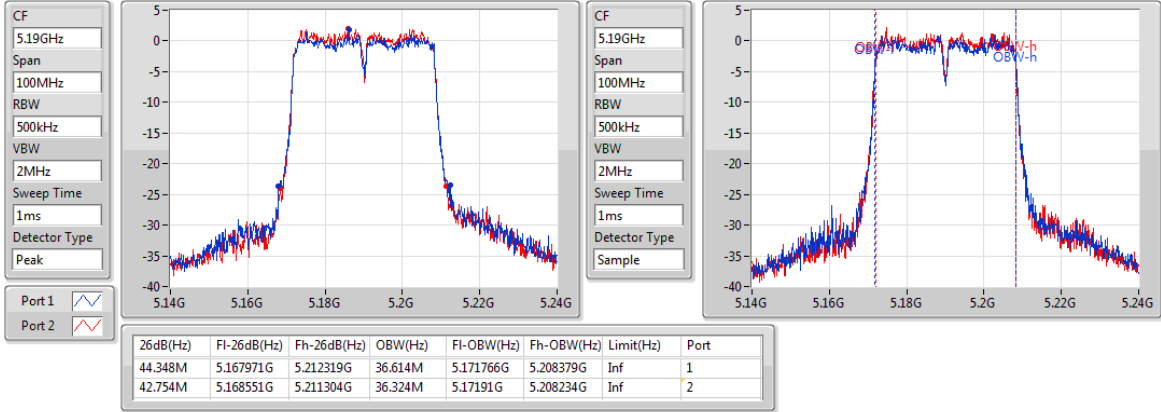 CF
5.19GHz
Span
100MHz
RBW
500kHz
VBW
2MHz
Sweep Time
1ms
Detector Type
Peak
Port 1
Port 2
5
0
-5
-10
-15
-20
-25
-30
-35
-40
5.14G 5.16G 5.18G 5.2G 5.22G 5.24G
CF
5.19GHz
Span
100MHz
RBW
500kHz
VBW
2MHz
Sweep Time
1ms
Detector Type
Sample
5
0
-5
-10
-15
-20
-25
-30
-35
-40
OBW-h
OBW-h
5.14G 5.16G 5.18G 5.2G 5.22G 5.24G
26dB(Hz) Fl-26dB(Hz) Fh-26dB(Hz) OBW(Hz) Fl-OBW(Hz) Fh-OBW(Hz) Limit(Hz) Port
44.348M 5.167971G 5.212319G 36.614M 5.171766G 5.208379G Inf 1
42.754M 5.168551G 5.211304G 36.324M 5.17191G 5.208234G Inf 2